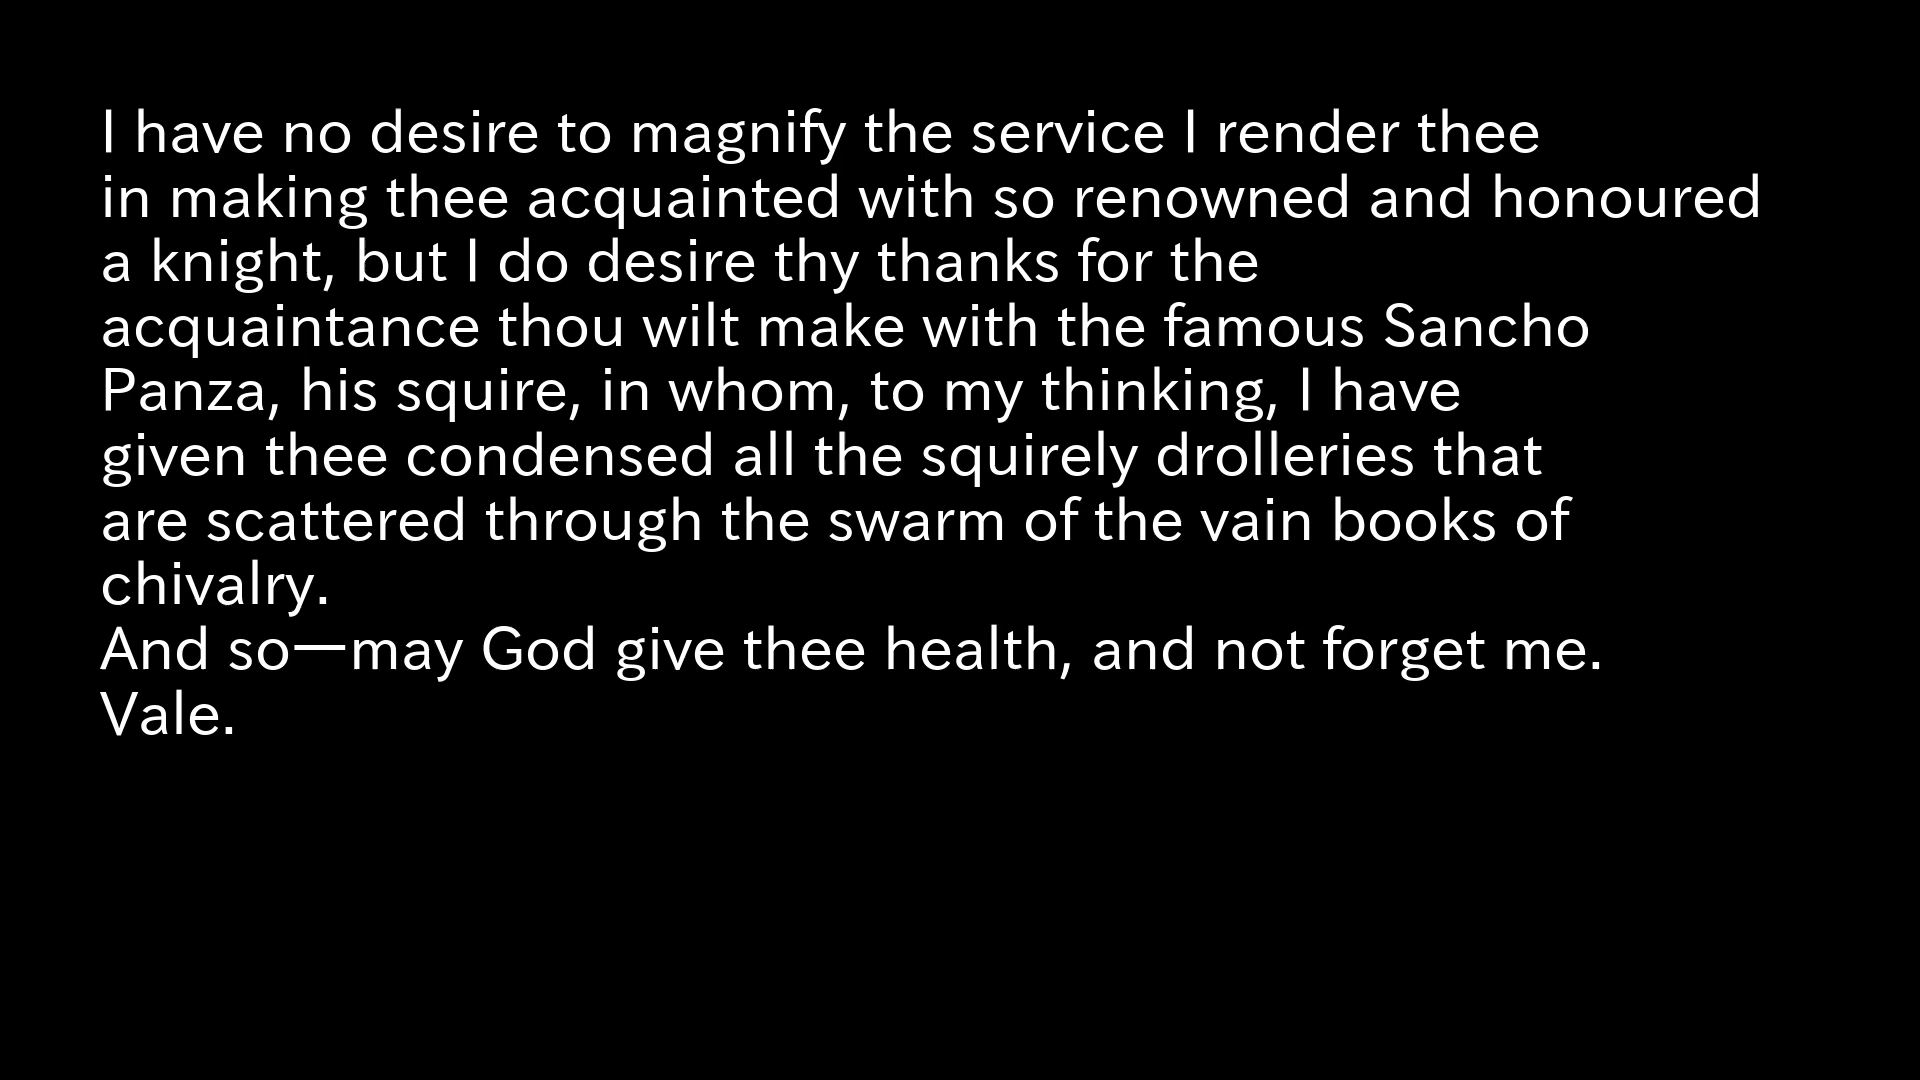 I have no desire to magnify the service I render thee
in making thee acquainted with so renowned and honoured
a knight, but I do desire thy thanks for the
acquaintance thou wilt make with the famous Sancho
Panza, his squire, in whom, to my thinking, I have
given thee condensed all the squirely drolleries that
are scattered through the swarm of the vain books of
chivalry.
And so—may God give thee health, and not forget me.
Vale.